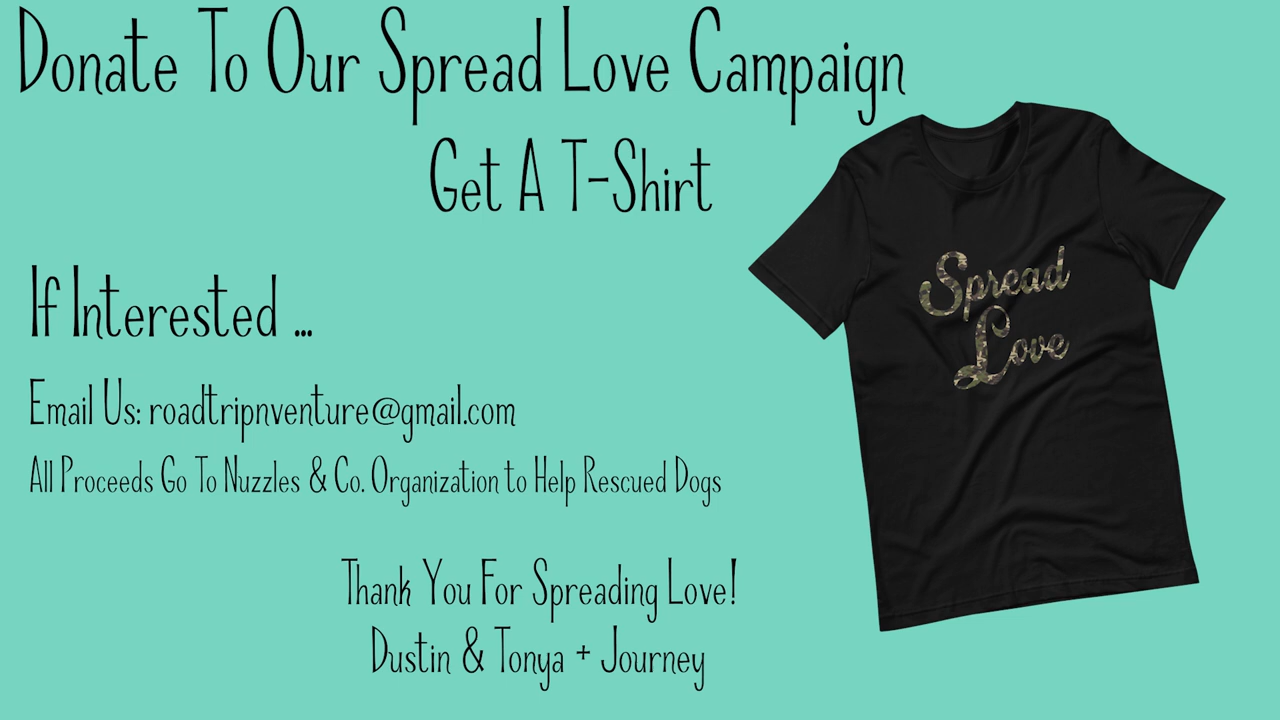 Donate To Our Spread Love Campaign
Get A T-Shirt
If Interested ...
Email Us: roadtripnventure@gmail.com
All Proceeds Go To Nuzzles & Co. Organization to Help Rescued Dogs
Thank You For Spreading Love!
Dustin & Tonya + Journey
Spread
Love